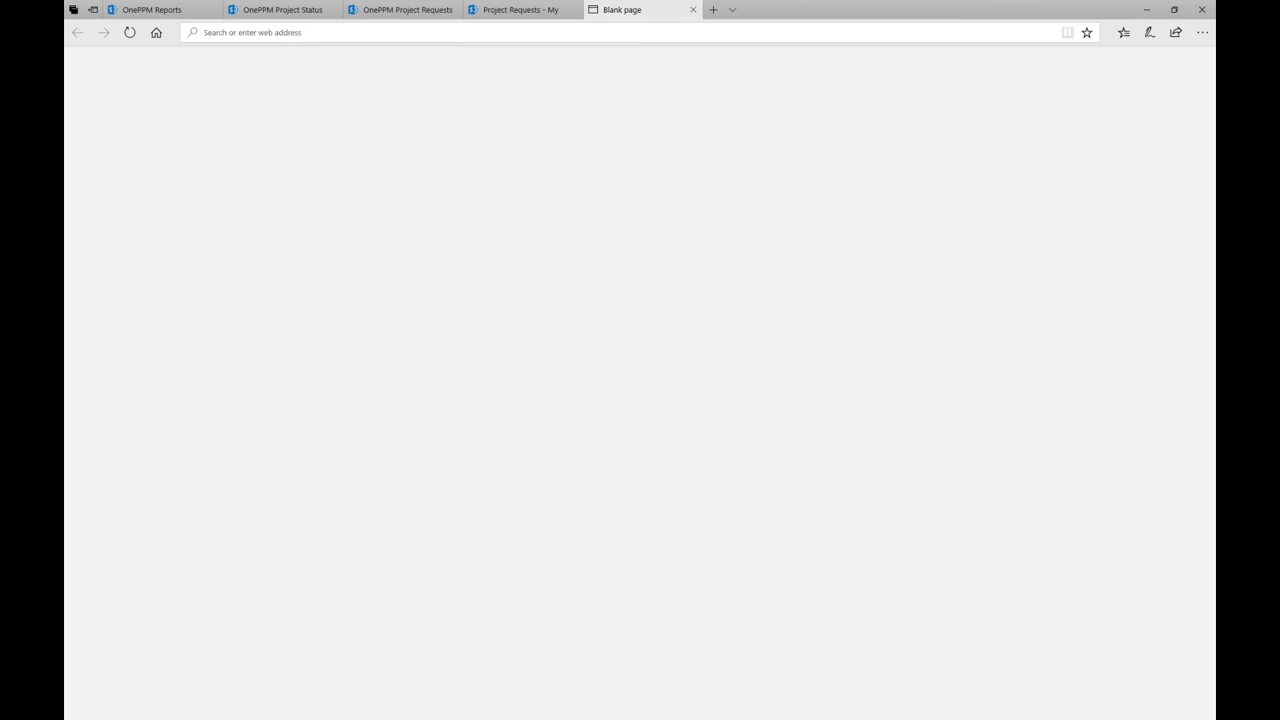 OnePPM Reports
OnePPM Project Status
OnePPM Project Requests
Project Requests - My
Blank page
Search or enter web address